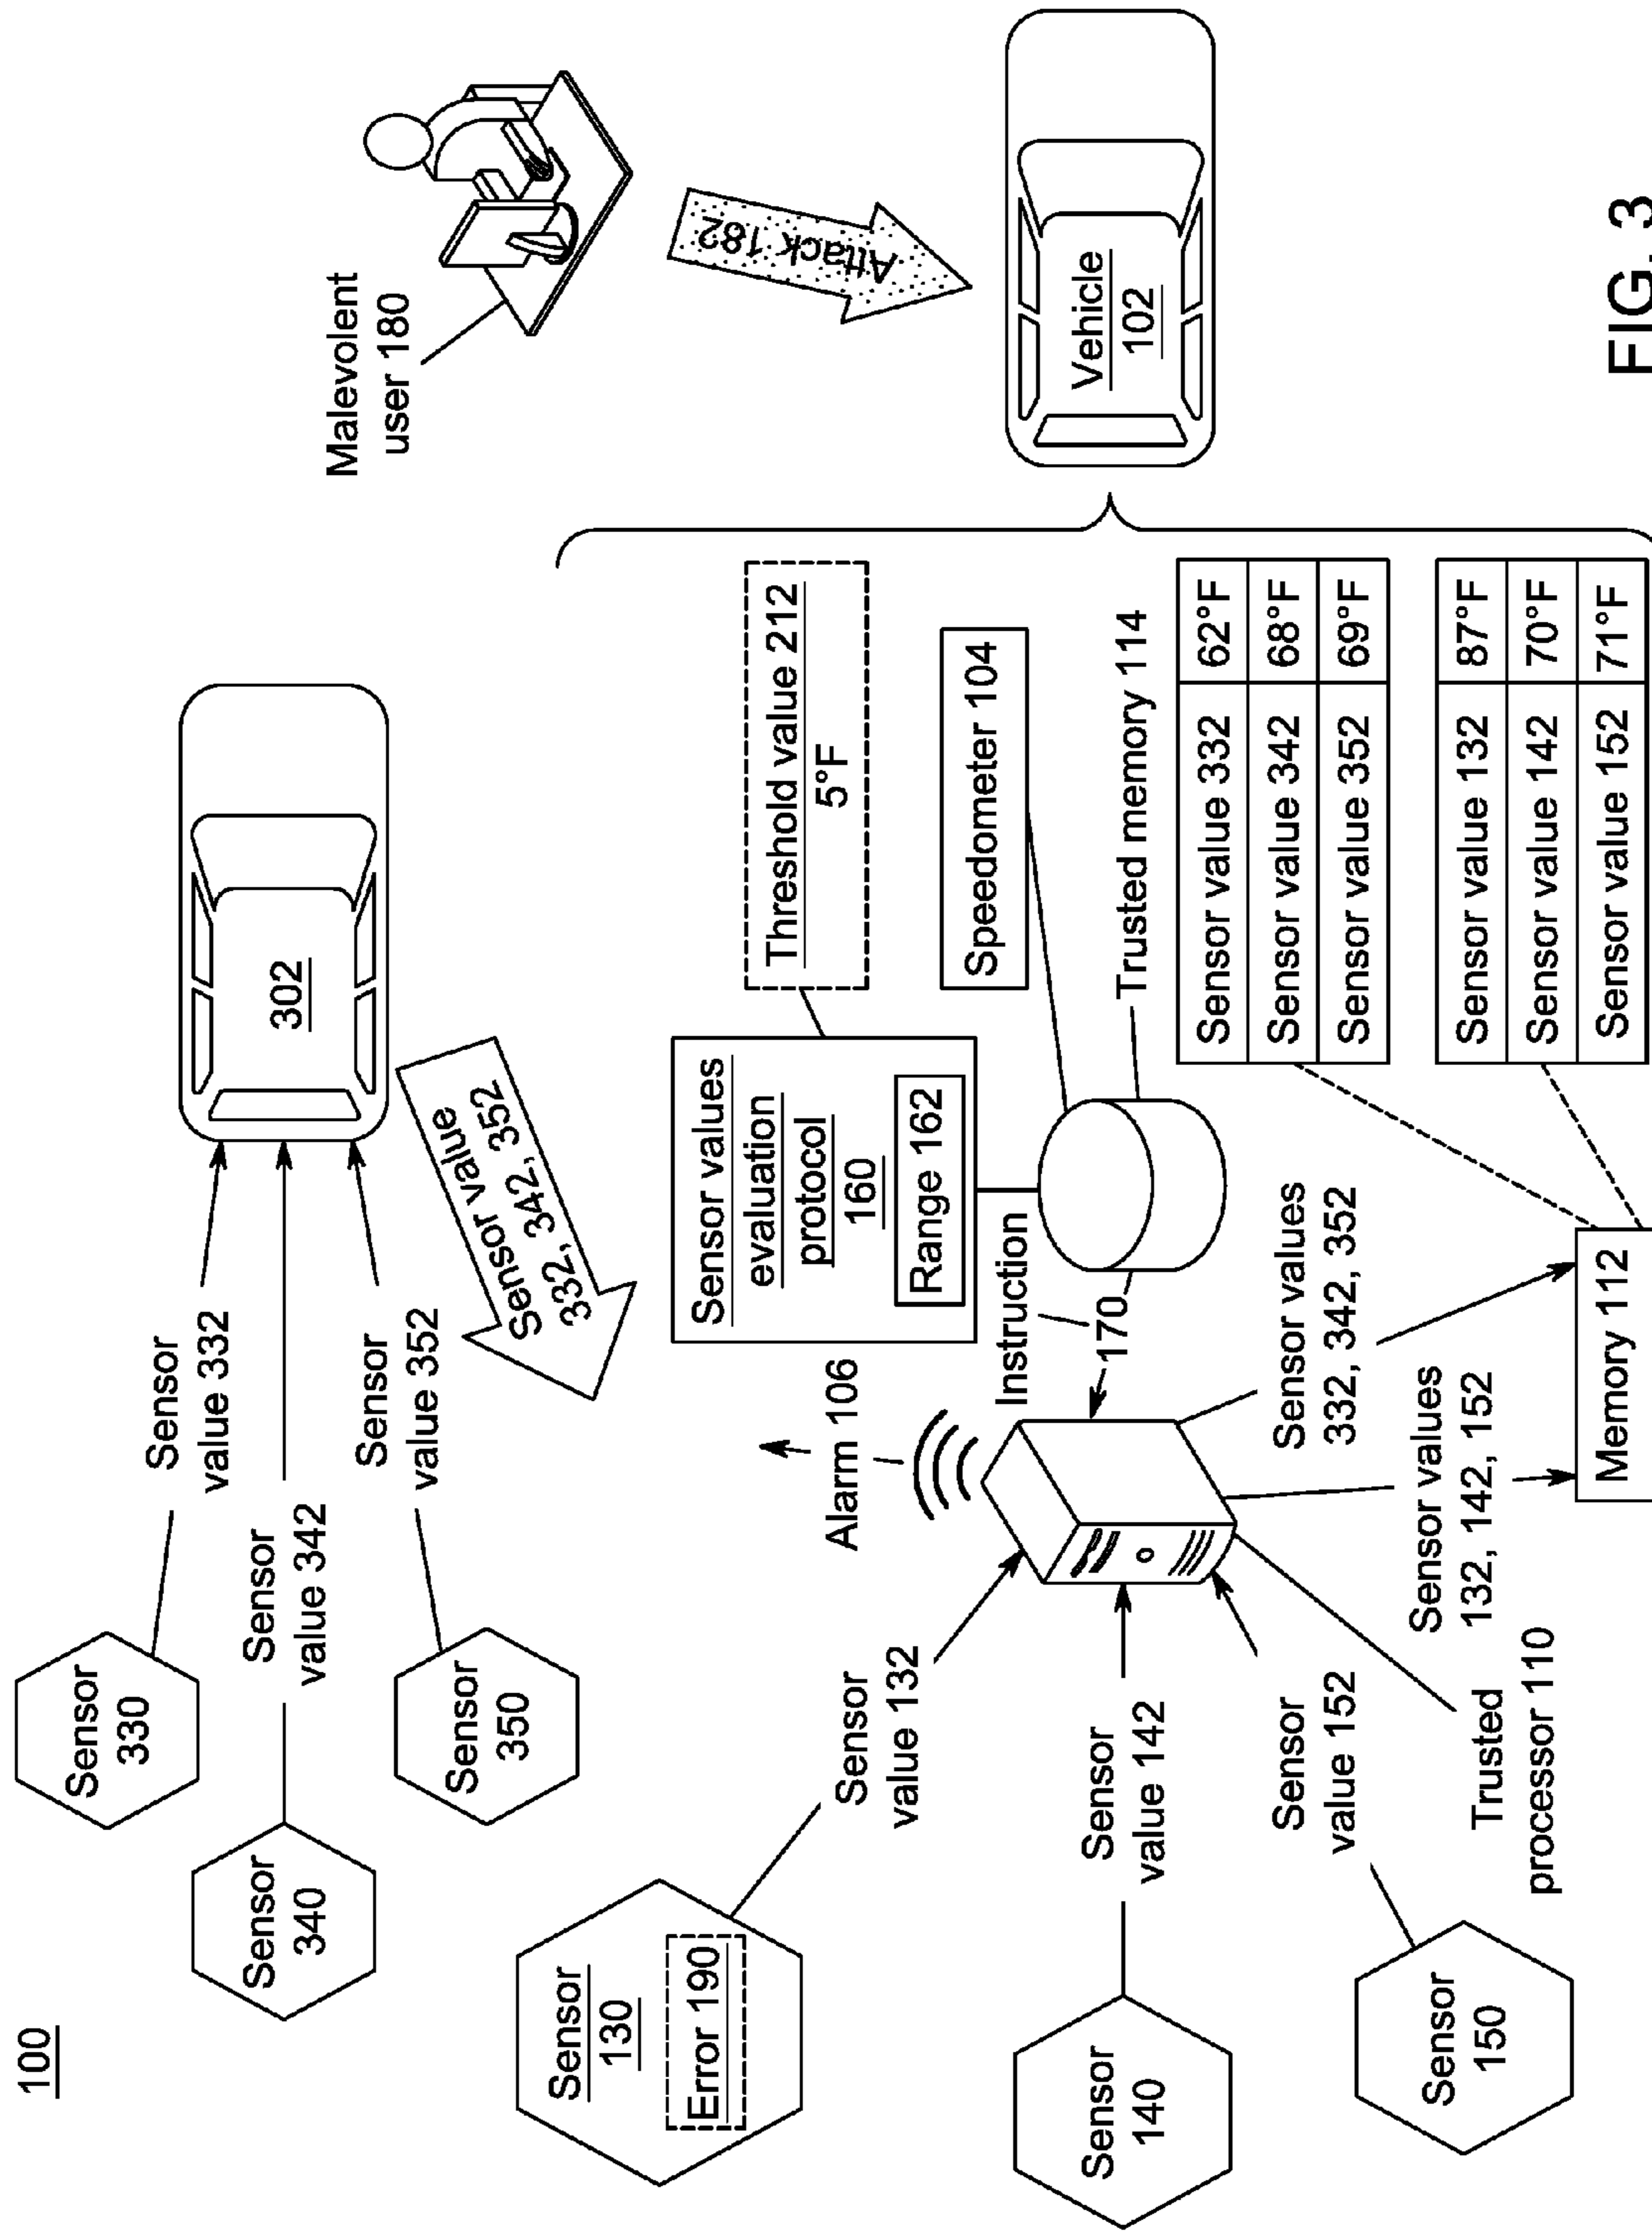 100
Sensor
330
Sensor
value 332
Sensor
340
Sensor
value 342
302
Sensor
350
Sensor
value 352
Sensor value
332, 342, 352
Malevolent
user 180
Attack 182
Sensor
130
Error 190
Sensor
value 132
Alarm 106
Sensor values
evaluation
protocol
160
Range 162
Threshold value 212
5°F
Speedometer 104
Instruction
170
Trusted memory 114
Vehicle
102
Sensor
140
Sensor
value 142
Sensor
150
Sensor
value 152
Trusted
processor 110
Sensor values
132, 142, 152
Sensor values
332, 342, 352
Memory 112
Sensor value 332 62°F
Sensor value 342 68°F
Sensor value 352 69°F
Sensor value 132 87°F
Sensor value 142 70°F
Sensor value 152 71°F
FIG. 3